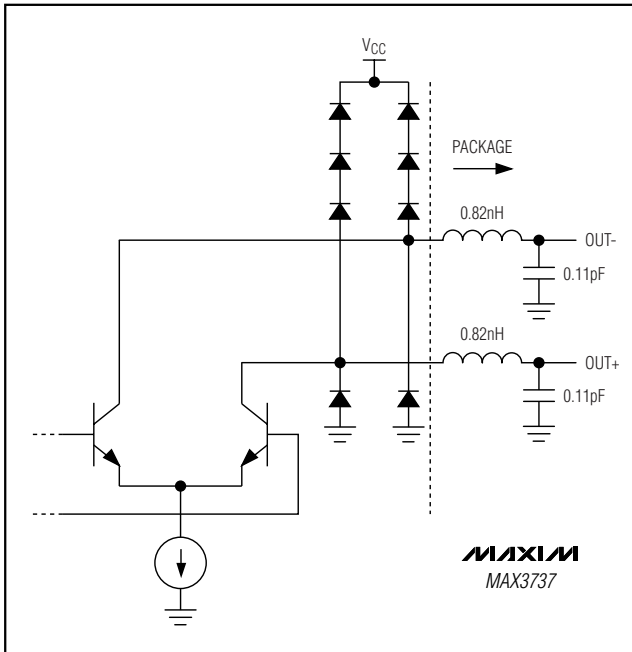 VCC
PACKAGE
0.82nH
OUT-
0.11pF
0.82nH
OUT+
0.11pF
MAXIM
MAX3737